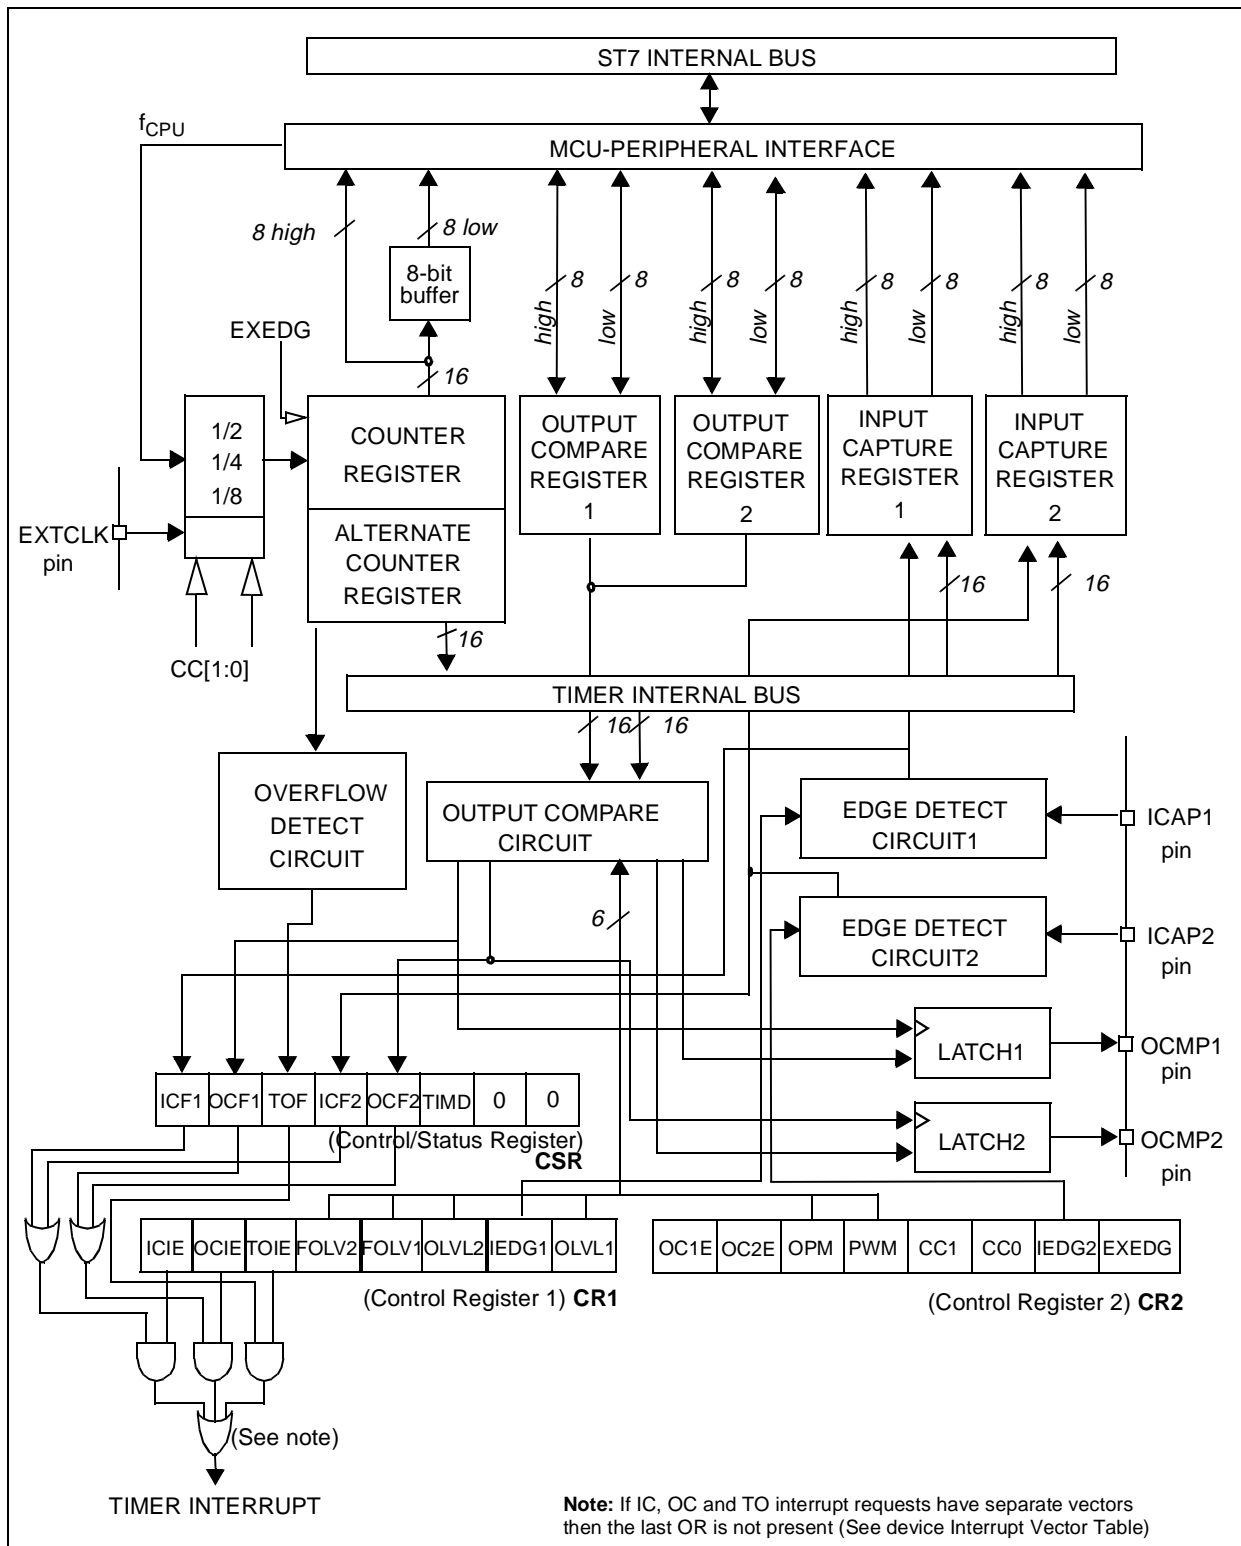 ST7 INTERNAL BUS
fCPU
MCU-PERIPHERAL INTERFACE
8 high
8 low
8-bit
buffer
8
8
8
8
8
8
8
8
high
low
high
low
high
low
high
low
EXEDG
16
1/2
1/4
1/8
COUNTER
REGISTER
OUTPUT
COMPARE
REGISTER
1
OUTPUT
COMPARE
REGISTER
2
INPUT
CAPTURE
REGISTER
1
INPUT
CAPTURE
REGISTER
2
EXTCLK
pin
ALTERNATE
COUNTER
REGISTER
16
16
16
CC[1:0]
TIMER INTERNAL BUS
16
16
OVERFLOW
DETECT
CIRCUIT
OUTPUT COMPARE
CIRCUIT
EDGE DETECT
CIRCUIT1
ICAP1
pin
6
EDGE DETECT
CIRCUIT2
ICAP2
pin
LATCH1
OCMP1
pin
ICF1 OCF1 TOF ICF2 OCF2 TIMD 0 0
(Control/Status Register)
CSR
LATCH2
OCMP2
pin
ICIE OCIE TOIE FOLV2 FOLV1 OLVL2 IEDG1 OLVL1
(Control Register 1) CR1
OC1E OC2E OPM PWM CC1 CC0 IEDG2 EXEDG
(Control Register 2) CR2
(See note)
TIMER INTERRUPT
Note: If IC, OC and TO interrupt requests have separate vectors
then the last OR is not present (See device Interrupt Vector Table)